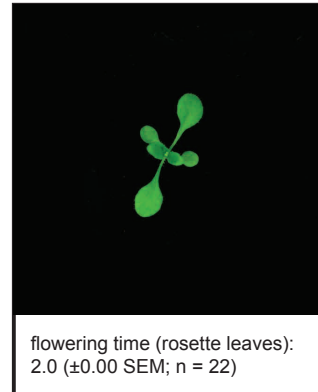 flowering time (rosette leaves):
2.0 (±0.00 SEM; n = 22)